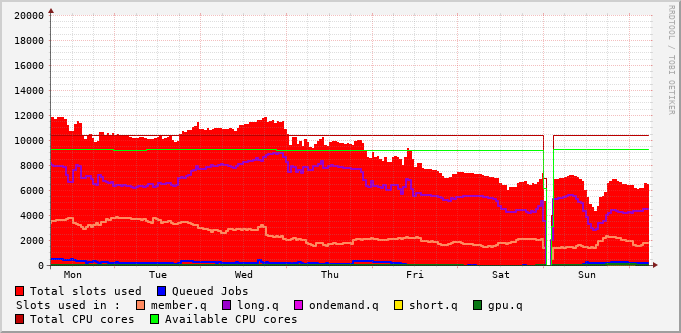 RRDTOOL / TOBI OETIKER
20000
18000
16000
14000
12000
10000
8000
6000
4000
2000
0
Mon Tue Wed Thu Fri Sat Sun
Total slots used Queued Jobs
Slots used in : member.q long.q ondemand.q short.q gpu.q
Total CPU cores Available CPU cores